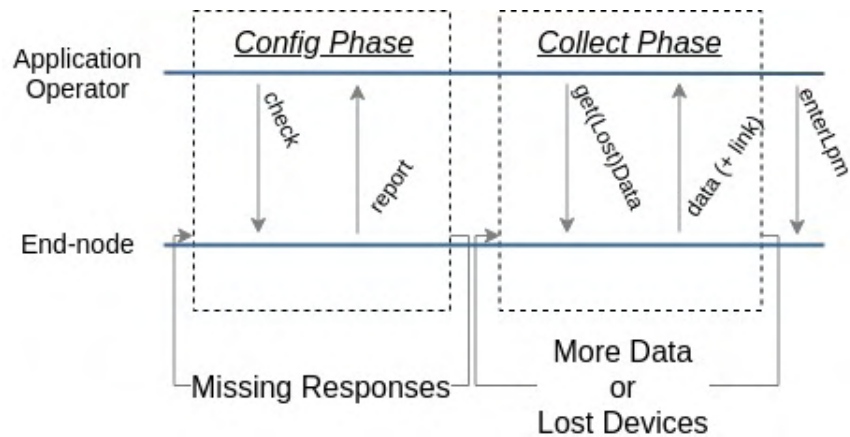 Config Phase
Collect Phase
Application
Operator
check
report
get(Lost)Data
data (+ link)
enterLpm
End-node
Missing Responses
More Data
or
Lost Devices